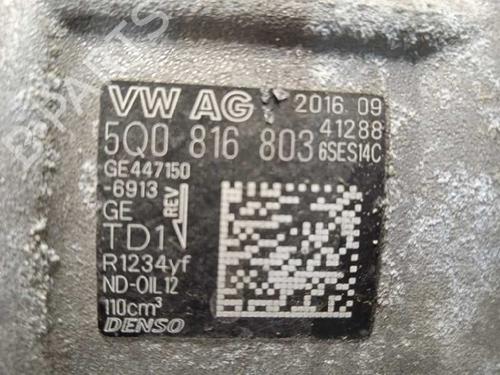 VW AG 2016 09
5Q0 816 803 41288
6SES14C
GE447150
-6913
GE REV
TD1
R1234yf
ND-OIL12
110cm³
DENSO
B-PARTS